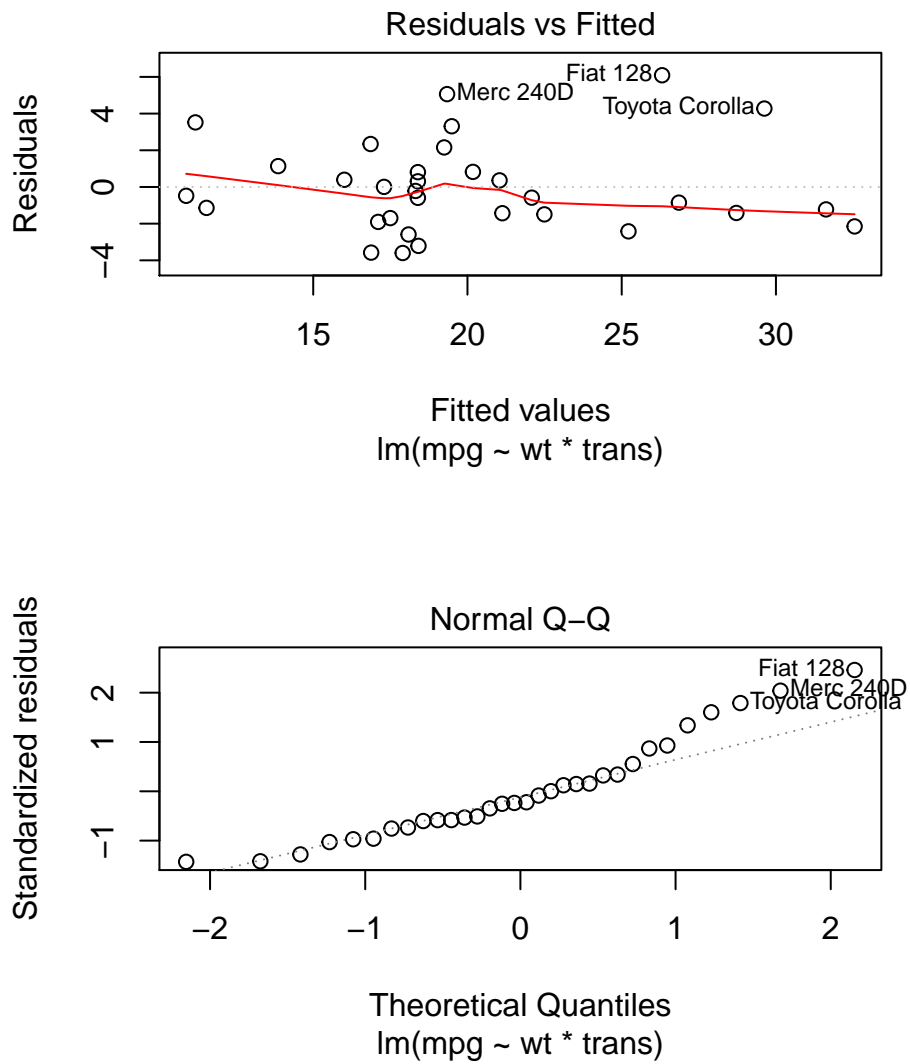 Residuals vs Fitted
Residuals
4
0
−4
Fiat 128
Merc 240D
Toyota Corolla
15 20 25 30
Fitted values
lm(mpg ~ wt * trans)
Normal Q−Q
Standardized residuals
2
1
−1
Fiat 128
Merc 240D
Toyota Corolla
−2 −1 0 1 2
Theoretical Quantiles
lm(mpg ~ wt * trans)